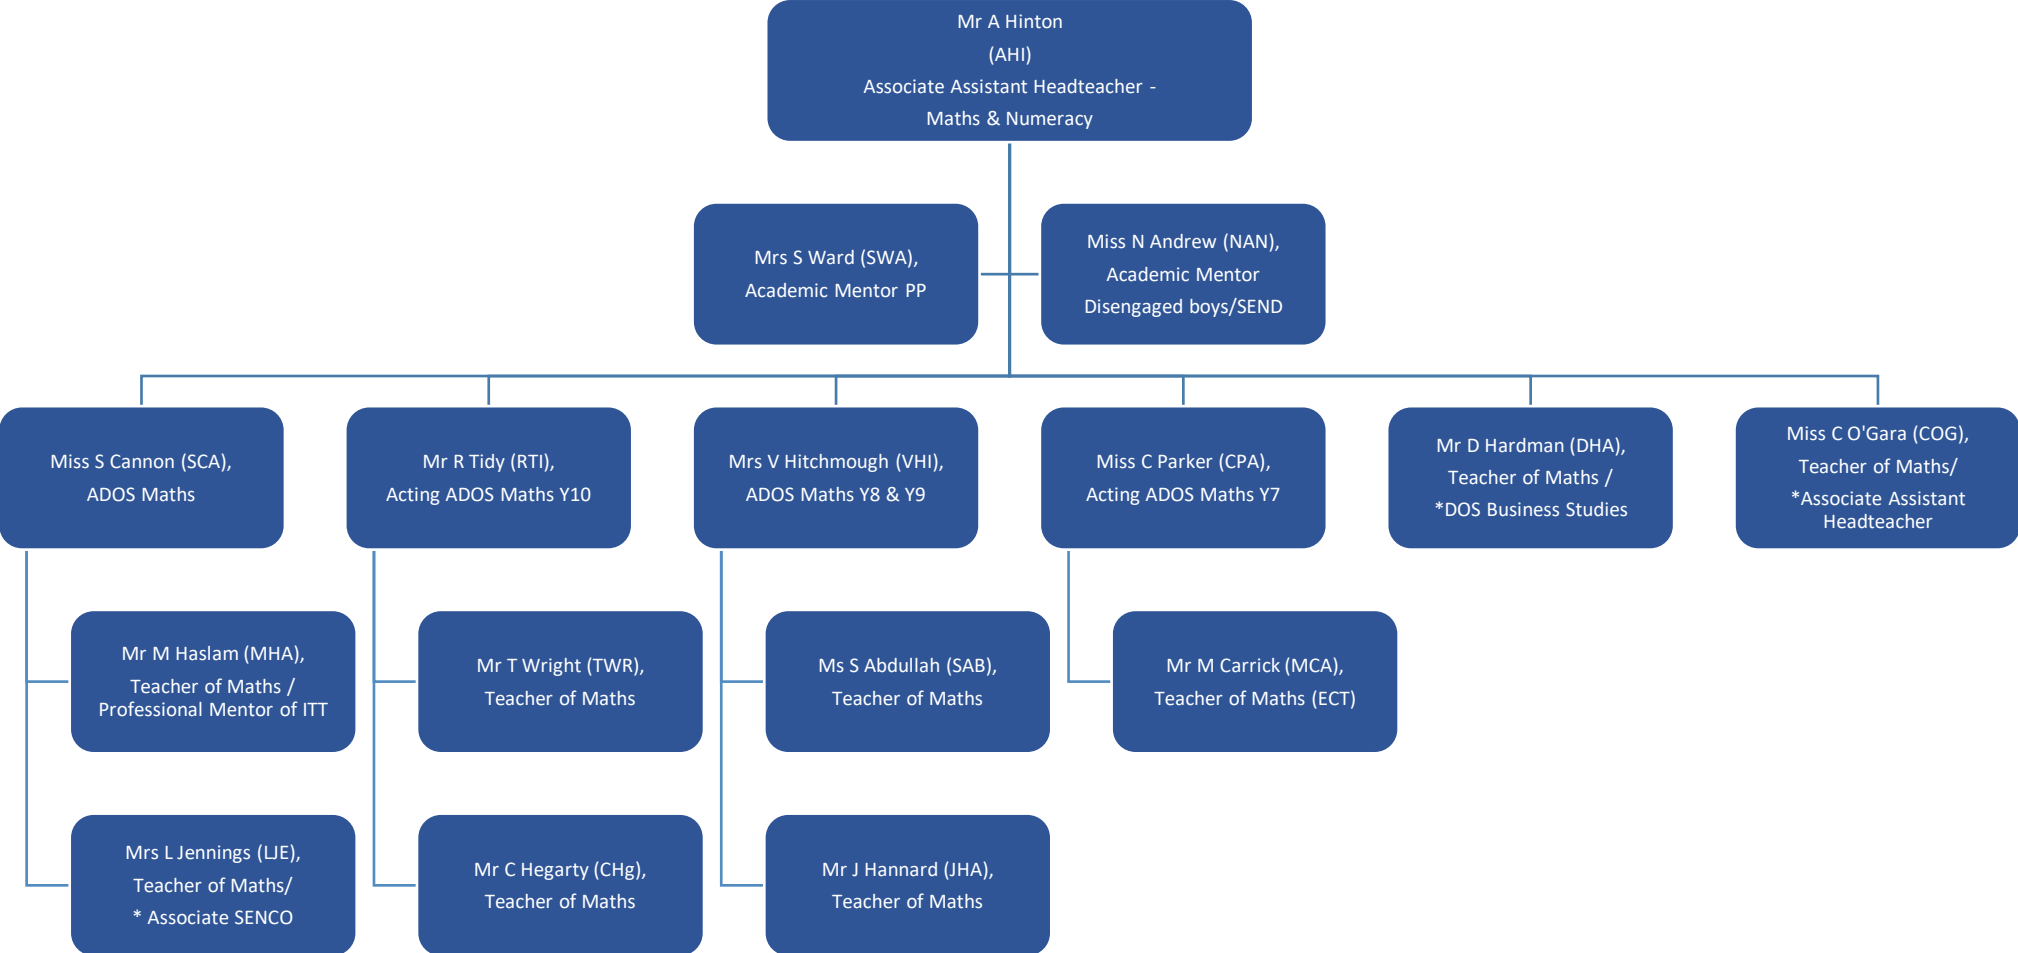 Mr A Hinton
(AHI)
Associate Assistant Headteacher -
Maths & Numeracy
Mrs S Ward (SWA),
Academic Mentor PP
Miss N Andrew (NAN),
Academic Mentor
Disengaged boys/SEND
Miss S Cannon (SCA),
ADOS Maths
Mr R Tidy (RTI),
Acting ADOS Maths Y10
Mrs V Hitchmough (VHI),
ADOS Maths Y8 & Y9
Miss C Parker (CPA),
Acting ADOS Maths Y7
Mr D Hardman (DHA),
Teacher of Maths /
*DOS Business Studies
Miss C O'Gara (COG),
Teacher of Maths/
*Associate Assistant
Headteacher
Mr M Haslam (MHA),
Teacher of Maths /
Professional Mentor of ITT
Mr T Wright (TWR),
Teacher of Maths
Ms S Abdullah (SAB),
Teacher of Maths
Mr M Carrick (MCA),
Teacher of Maths (ECT)
Mrs L Jennings (LJE),
Teacher of Maths/
* Associate SENCO
Mr C Hegarty (CHg),
Teacher of Maths
Mr J Hannard (JHA),
Teacher of Maths